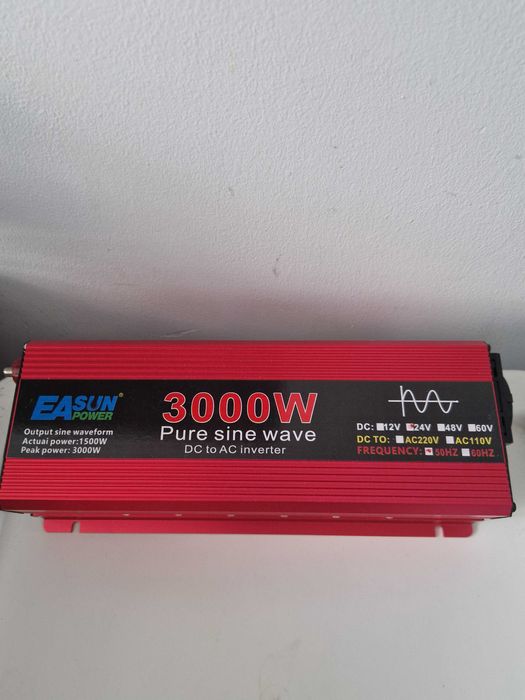 EASUN®
POWER
Output sine waveform
Actuai power:1500W
Peak power: 3000W
3000W
Pure sine wave
DC to AC inverter
DC: 12V 24V 48V 60V
DC TO: AC220V AC110V
FREQUENCY: 50HZ 60HZ